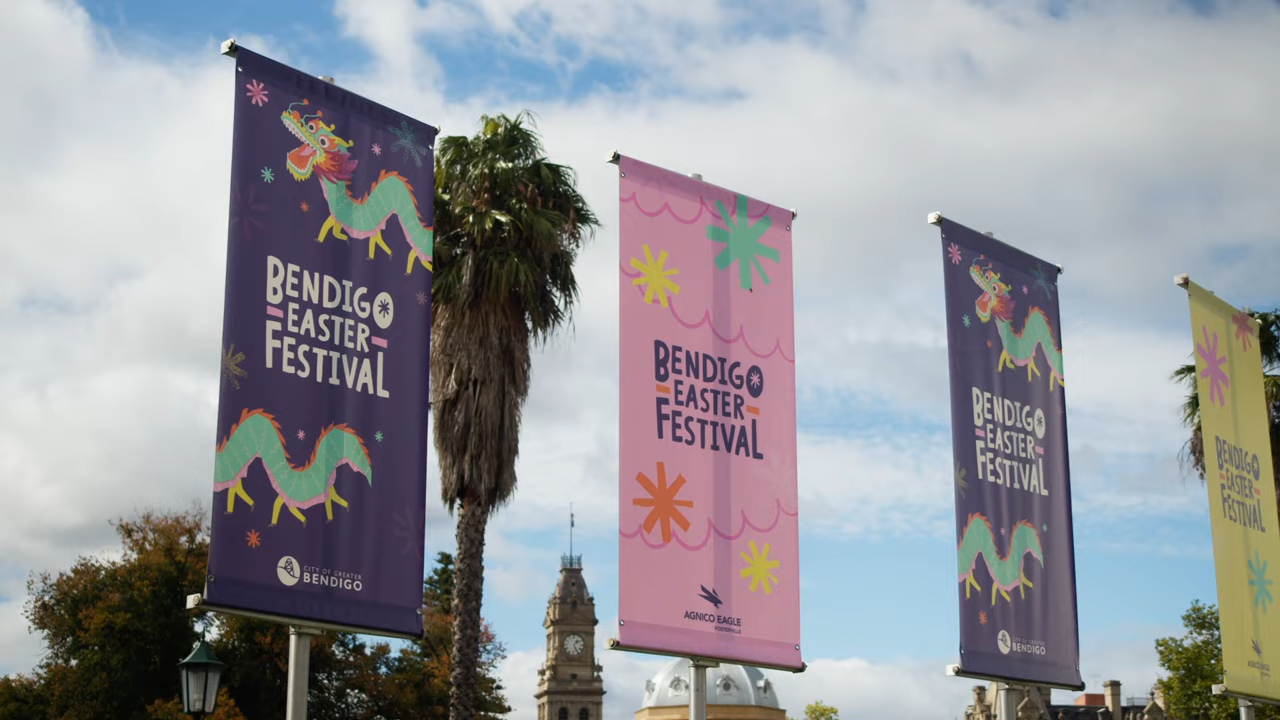 BENDIGO
EASTER
FESTIVAL
CITY OF GREATER
BENDIGO
BENDIGO
EASTER
FESTIVAL
AGNICO EAGLE
FOSTERVILLE
BENDIGO
EASTER
FESTIVAL
CITY OF GREATER
BENDIGO
BENDIGO
EASTER
FESTIVAL